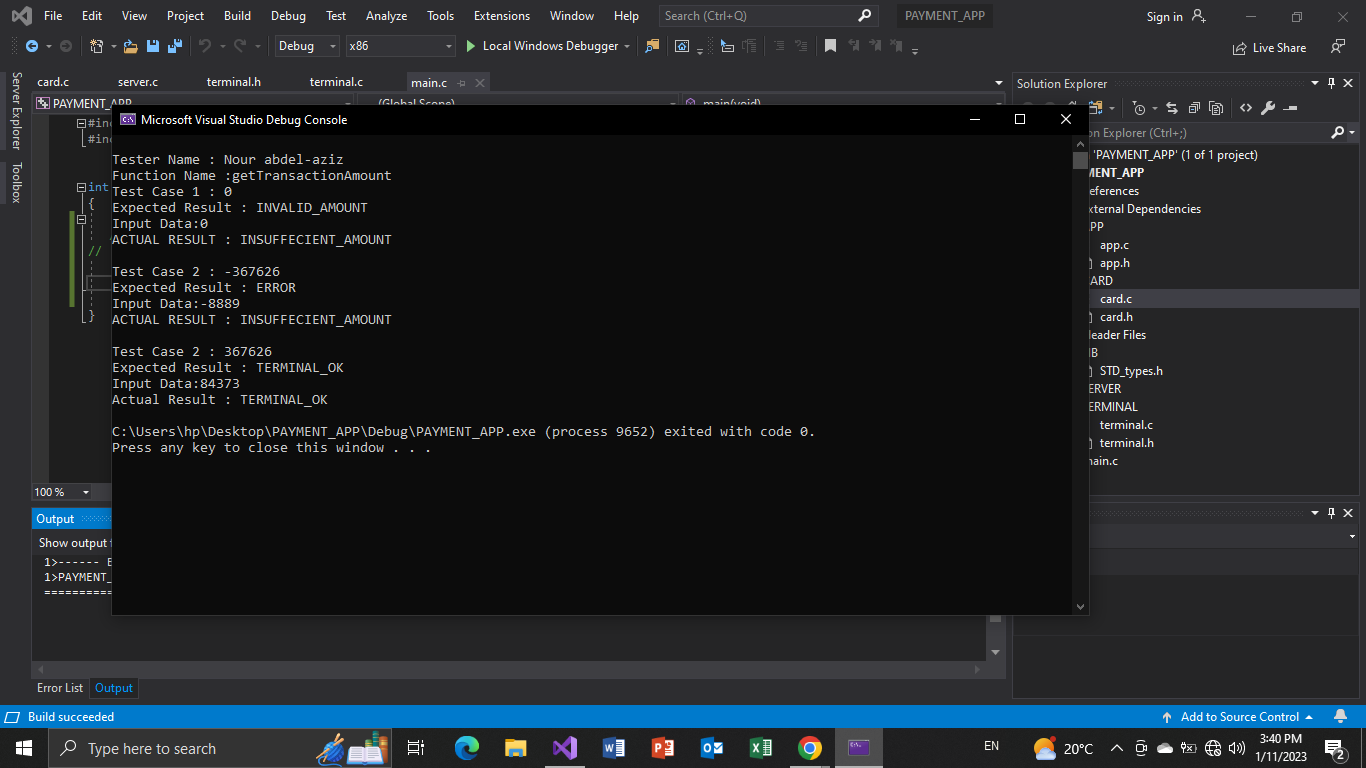 File Edit View Project Build Debug Test Analyze Tools Extensions Window Help Search (Ctrl+Q) PAYMENT_APP Sign in
Debug x86 Local Windows Debugger Live Share
Server Explorer
Toolbox
card.c server.c terminal.h terminal.c main.c
PAYMENT_APP (Global Scope) main(void)
#in
#in
int
{
//
}
100 %
Microsoft Visual Studio Debug Console
Tester Name : Nour abdel-aziz
Function Name :getTransactionAmount
Test Case 1 : 0
Expected Result : INVALID_AMOUNT
Input Data:0
ACTUAL RESULT : INSUFFECIENT_AMOUNT
Test Case 2 : -367626
Expected Result : ERROR
Input Data:-8889
ACTUAL RESULT : INSUFFECIENT_AMOUNT
Test Case 2 : 367626
Expected Result : TERMINAL_OK
Input Data:84373
Actual Result : TERMINAL_OK
C:\Users\hp\Desktop\PAYMENT_APP\Debug\PAYMENT_APP.exe (process 9652) exited with code 0.
Press any key to close this window . . .
Solution Explorer
on Explorer (Ctrl+;)
'PAYMENT_APP' (1 of 1 project)
MENT_APP
eferences
xternal Dependencies
PP
app.c
app.h
ARD
card.c
card.h
eader Files
IB
STD_types.h
ERVER
ERMINAL
terminal.c
terminal.h
main.c
Output
Show output f
1>------ B
1>PAYMENT_
==========
Error List Output
Build succeeded Add to Source Control
Type here to search EN 20°C 3:40 PM
1/11/2023
2